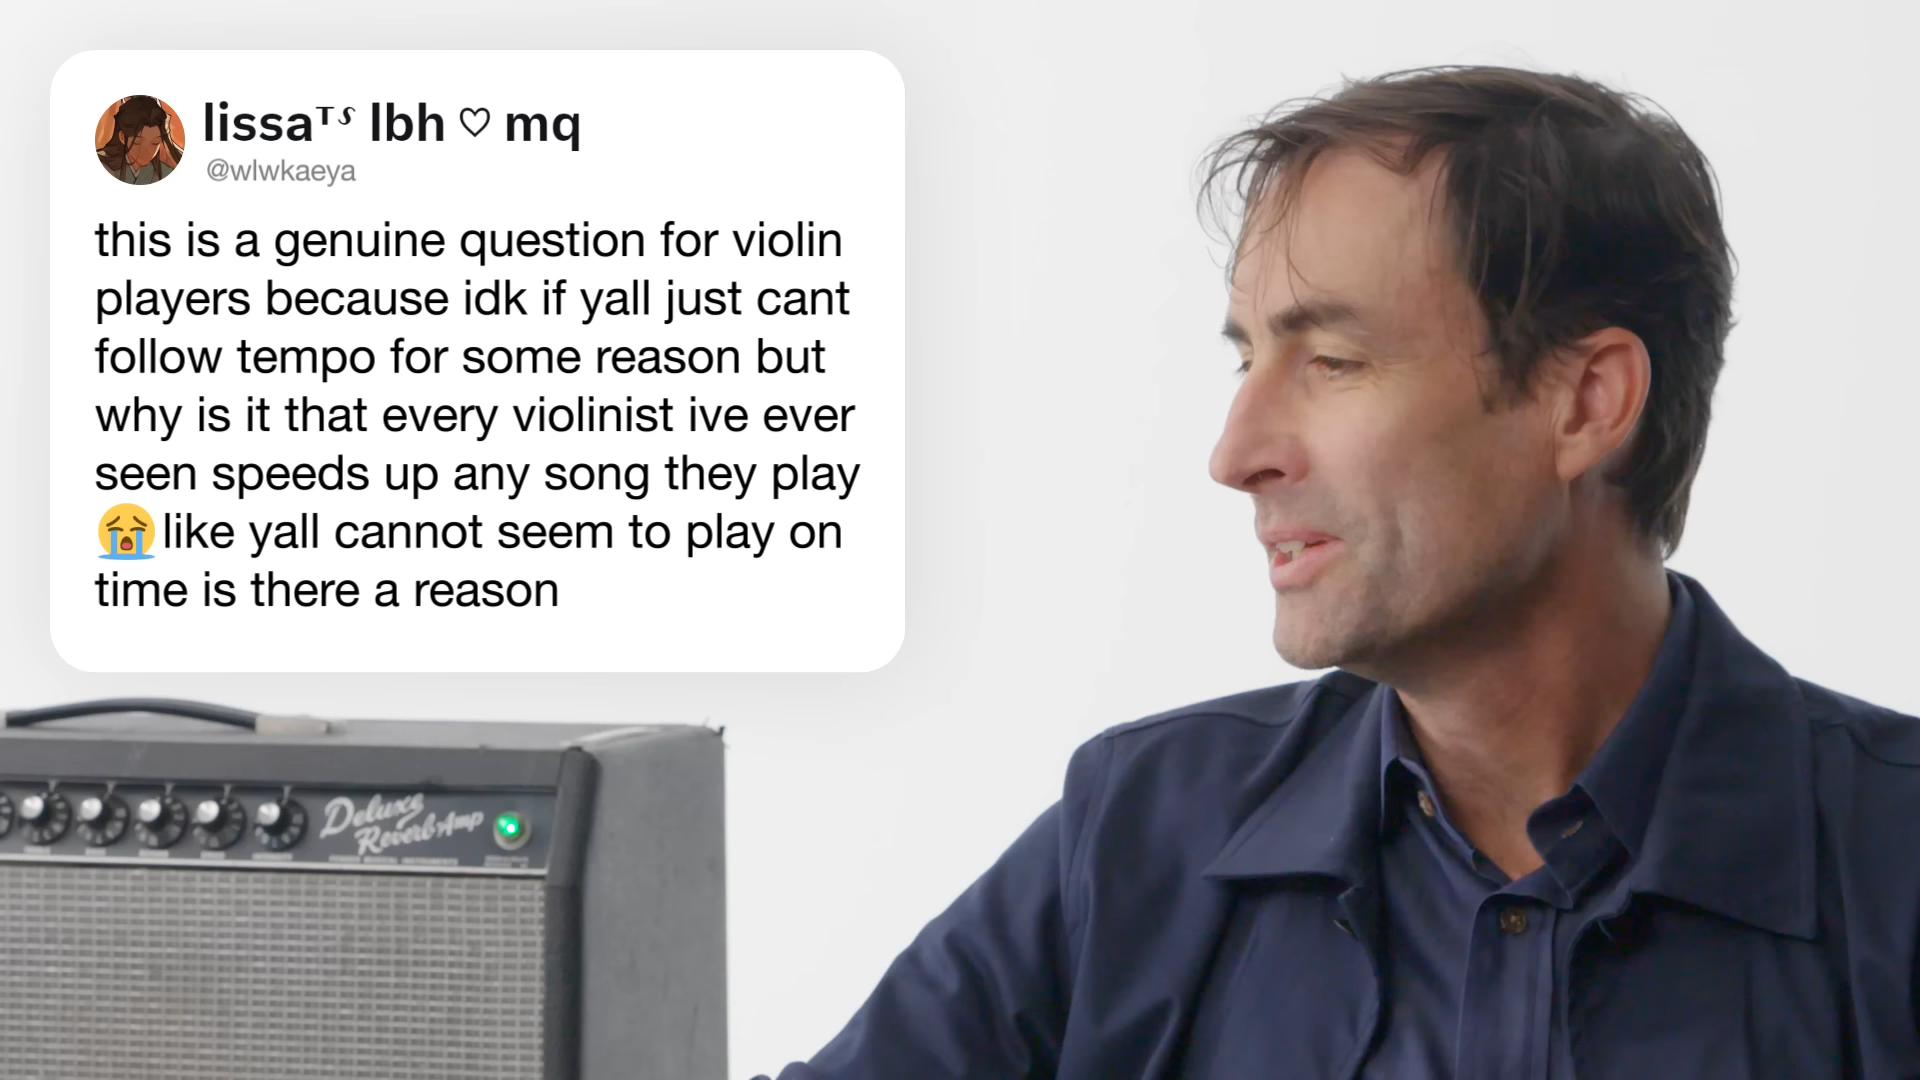 lissaᵀˢ lbh ♡ mq
@wlwkaeya
this is a genuine question for violin
players because idk if yall just cant
follow tempo for some reason but
why is it that every violinist ive ever
seen speeds up any song they play
😭like yall cannot seem to play on
time is there a reason
Deluxe
Reverb-Amp